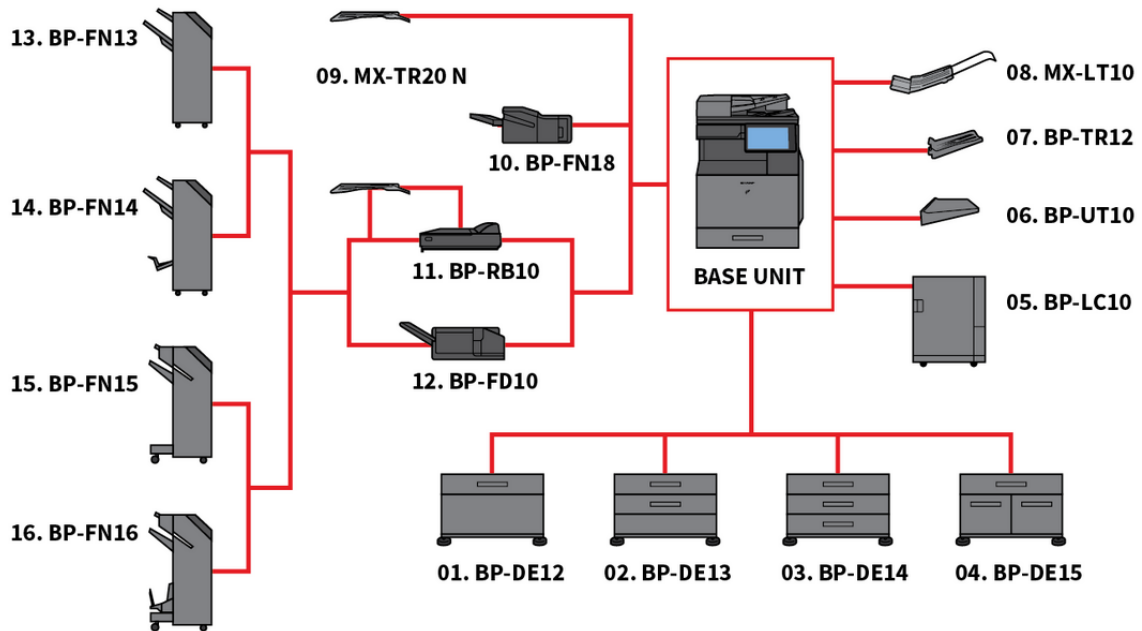 13. BP-FN13
09. MX-TR20 N
08. MX-LT10
07. BP-TR12
10. BP-FN18
14. BP-FN14
06. BP-UT10
11. BP-RB10
BASE UNIT
05. BP-LC10
15. BP-FN15
12. BP-FD10
16. BP-FN16
01. BP-DE12
02. BP-DE13
03. BP-DE14
04. BP-DE15